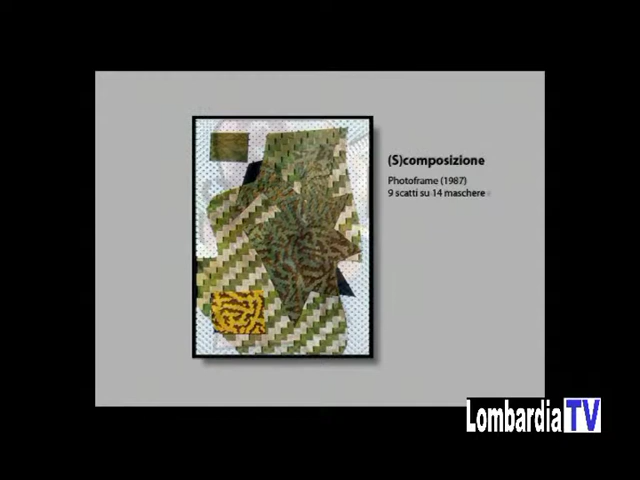 (S)composizione
Photoframe (1987)
9 scatti su 14 maschere
LombardiaTV